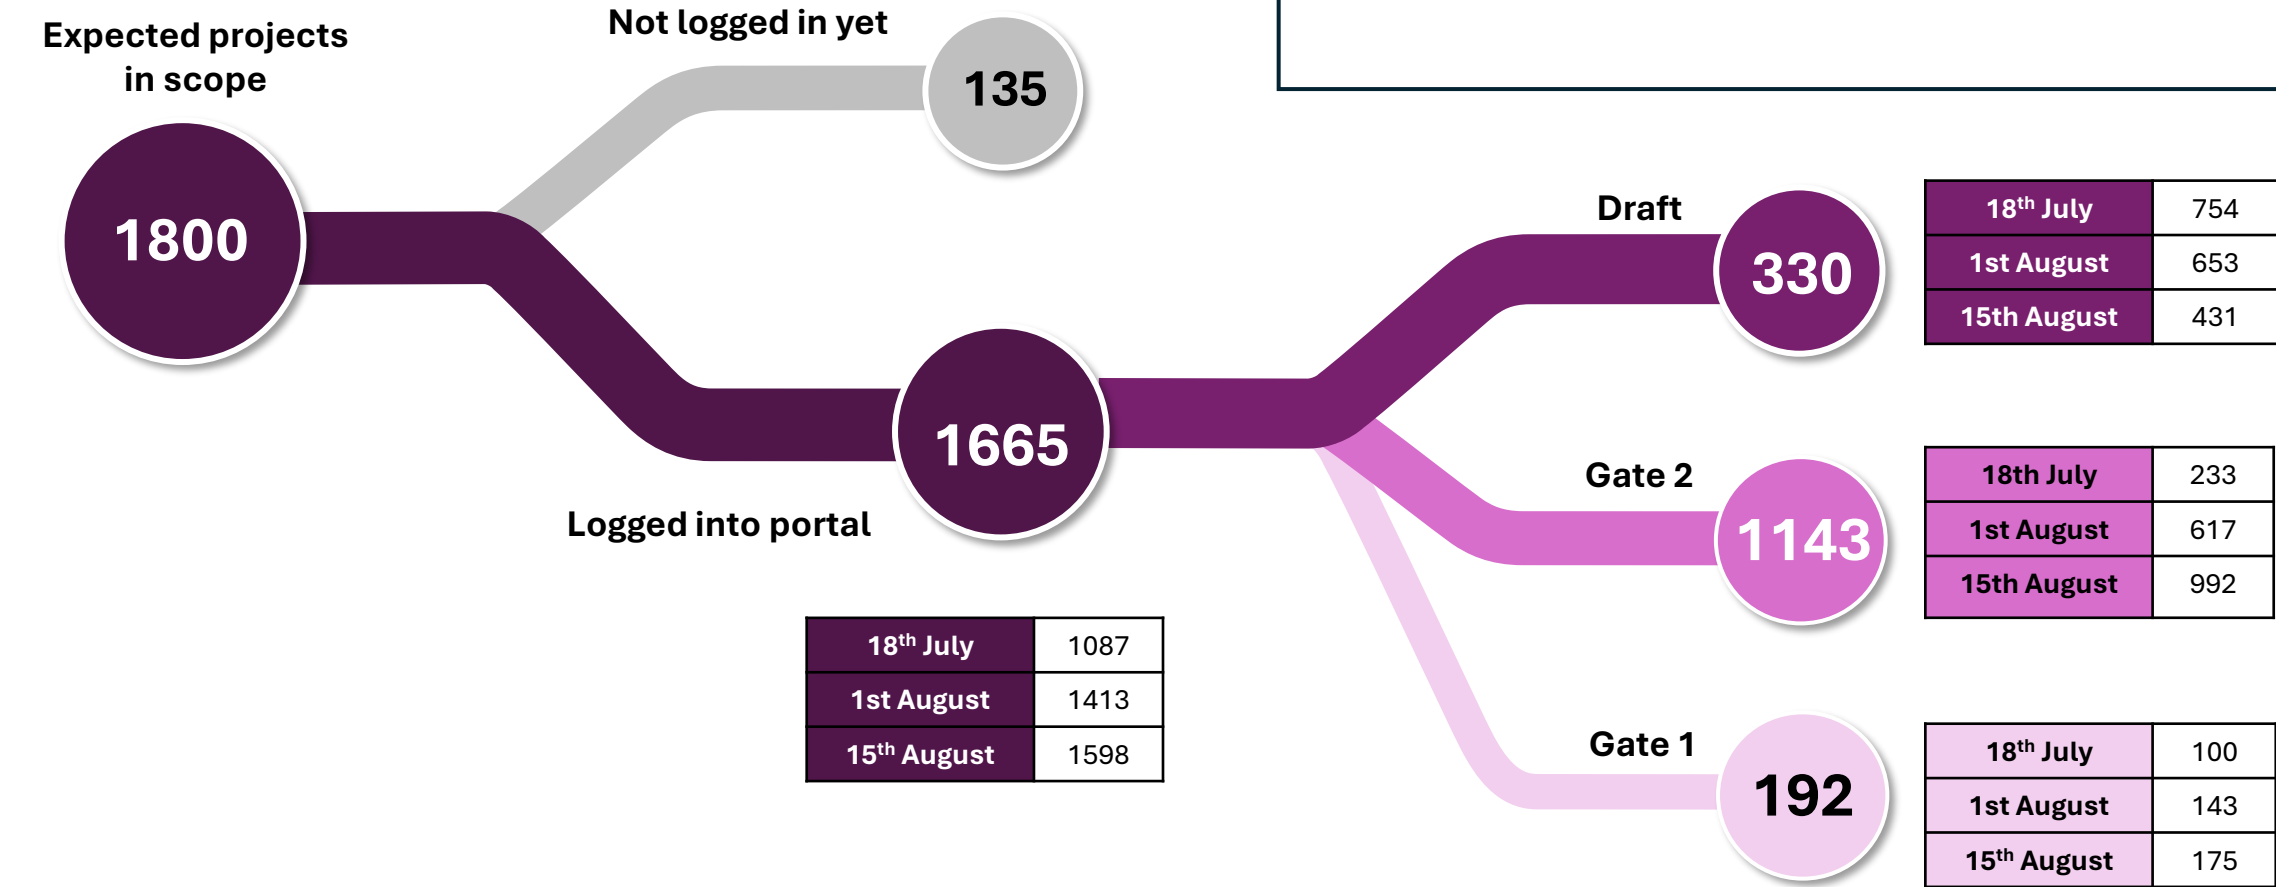 Expected projects
in scope
1800
Not logged in yet
135
1665
Logged into portal
18th July 1087
1st August 1413
15th August 1598
Draft
330
18th July 754
1st August 653
15th August 431
Gate 2
1143
18th July 233
1st August 617
15th August 992
Gate 1
192
18th July 100
1st August 143
15th August 175